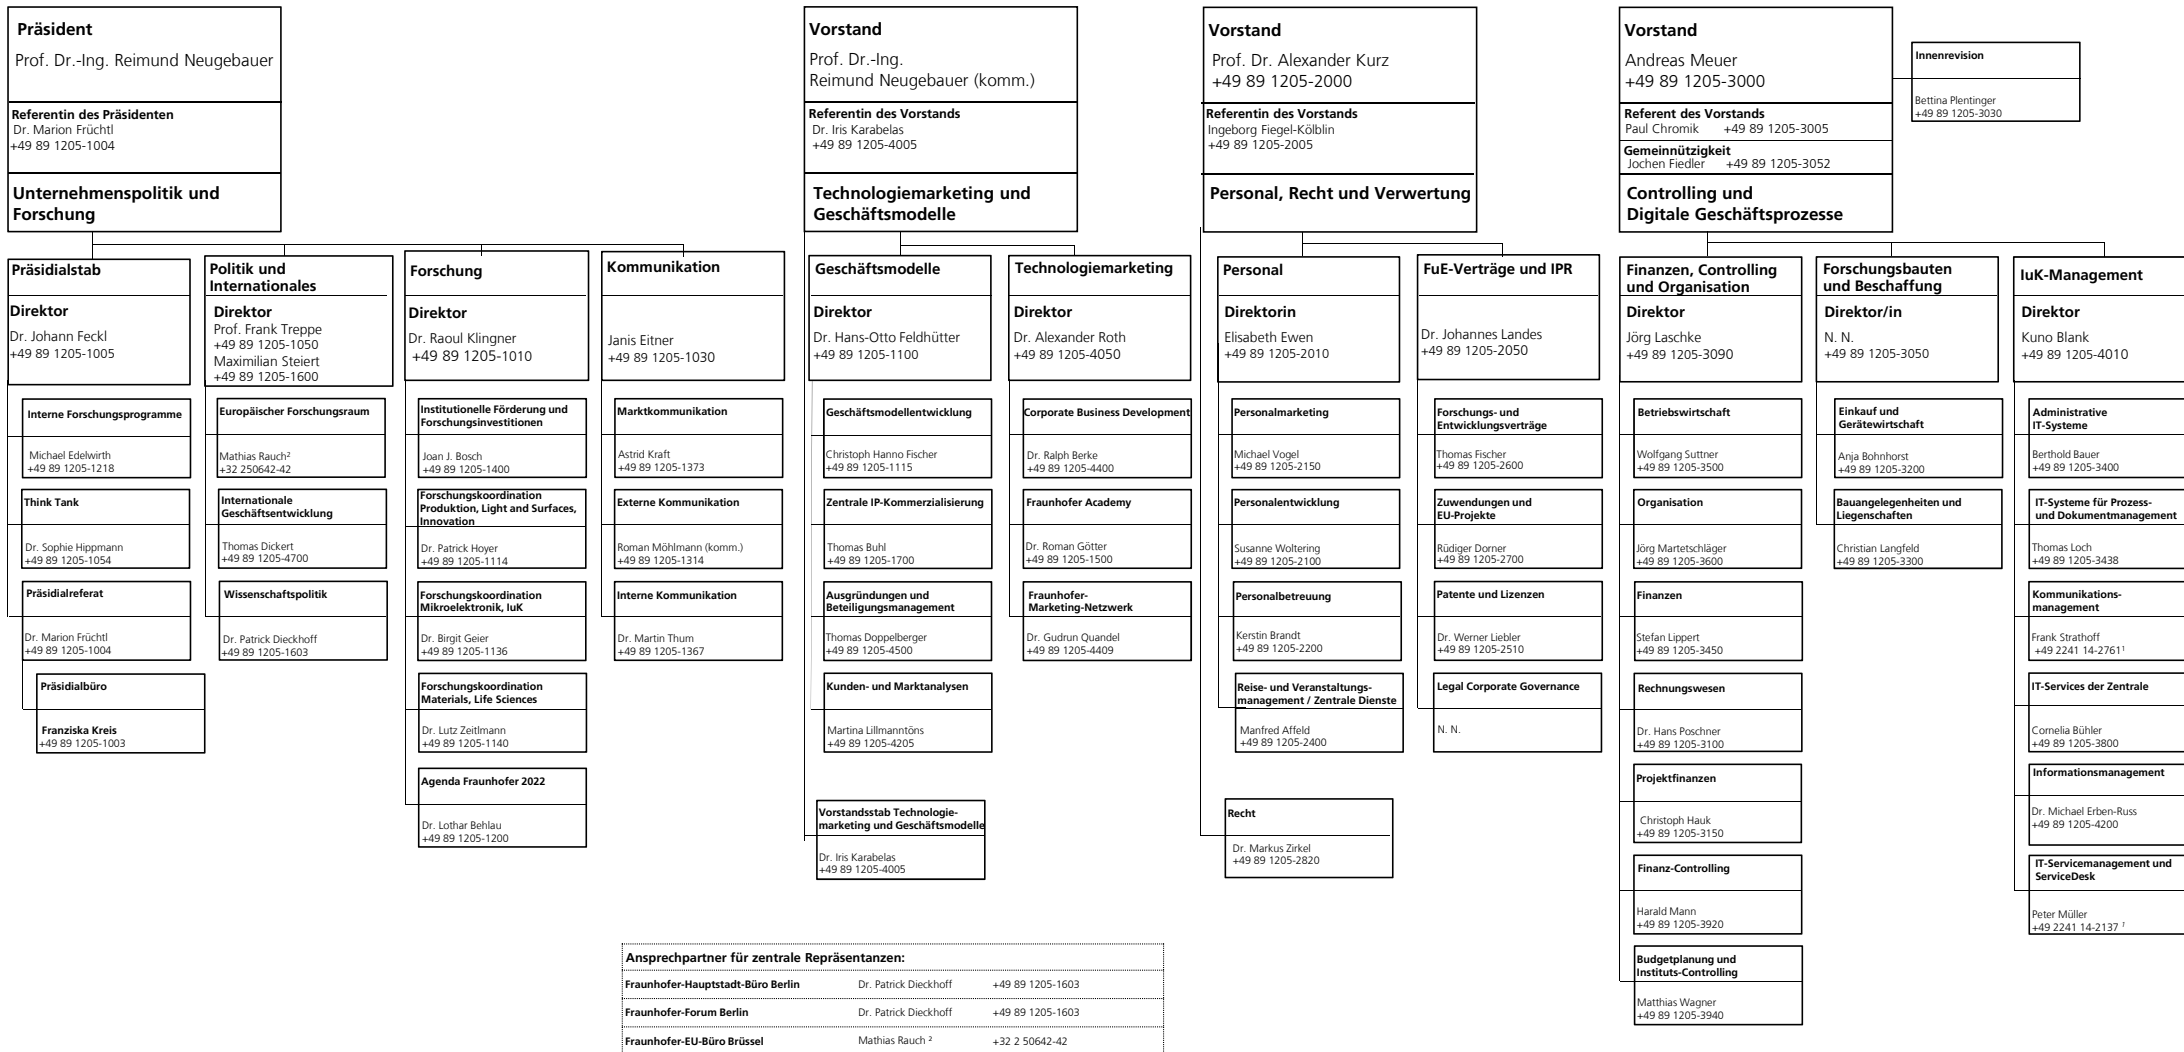 Präsident
Prof. Dr.-Ing. Reimund Neugebauer
Referentin des Präsidenten
Dr. Marion Früchtl
+49 89 1205-1004
Unternehmenspolitik und
Forschung
Vorstand
Prof. Dr.-Ing.
Reimund Neugebauer (komm.)
Referentin des Vorstands
Dr. Iris Karabelas
+49 89 1205-4005
Technologiemarketing und
Geschäftsmodelle
Vorstand
Prof. Dr. Alexander Kurz
+49 89 1205-2000
Referentin des Vorstands
Ingeborg Fiegel-Kölblin
+49 89 1205-2005
Personal, Recht und Verwertung
Vorstand
Andreas Meuer
+49 89 1205-3000
Referent des Vorstands
Paul Chromik +49 89 1205-3005
Gemeinnützigkeit
Jochen Fiedler +49 89 1205-3052
Controlling und
Digitale Geschäftsprozesse
Innenrevision
Bettina Plentinger
+49 89 1205-3030
Präsidialstab
Direktor
Dr. Johann Feckl
+49 89 1205-1005
Interne Forschungsprogramme
Michael Edelwirth
+49 89 1205-1218
Think Tank
Dr. Sophie Hippmann
+49 89 1205-1054
Präsidialreferat
Dr. Marion Früchtl
+49 89 1205-1004
Präsidialbüro
Franziska Kreis
+49 89 1205-1003
Politik und
Internationales
Direktor
Prof. Frank Treppe
+49 89 1205-1050
Maximilian Steiert
+49 89 1205-1600
Europäischer Forschungsraum
Mathias Rauch²
+32 250642-42
Internationale
Geschäftsentwicklung
Thomas Dickert
+49 89 1205-4700
Wissenschaftspolitik
Dr. Patrick Dieckhoff
+49 89 1205-1603
Forschung
Direktor
Dr. Raoul Klingner
+49 89 1205-1010
Institutionelle Förderung und
Forschungsinvestitionen
Joan J. Bosch
+49 89 1205-1400
Forschungskoordination
Produktion, Light and Surfaces,
Innovation
Dr. Patrick Hoyer
+49 89 1205-1114
Forschungskoordination
Mikroelektronik, IuK
Dr. Birgit Geier
+49 89 1205-1136
Forschungskoordination
Materials, Life Sciences
Dr. Lutz Zeitlmann
+49 89 1205-1140
Agenda Fraunhofer 2022
Dr. Lothar Behlau
+49 89 1205-1200
Kommunikation
Janis Eitner
+49 89 1205-1030
Marktkommunikation
Astrid Kraft
+49 89 1205-1373
Externe Kommunikation
Roman Möhlmann (komm.)
+49 89 1205-1314
Interne Kommunikation
Dr. Martin Thum
+49 89 1205-1367
Geschäftsmodelle
Direktor
Dr. Hans-Otto Feldhütter
+49 89 1205-1100
Geschäftsmodellentwicklung
Christoph Hanno Fischer
+49 89 1205-1115
Zentrale IP-Kommerzialisierung
Thomas Buhl
+49 89 1205-1700
Ausgründungen und
Beteiligungsmanagement
Thomas Doppelberger
+49 89 1205-4500
Kunden- und Marktanalysen
Martina Lillmanntöns
+49 89 1205-4205
Vorstandsstab Technologie-
marketing und Geschäftsmodelle
Dr. Iris Karabelas
+49 89 1205-4005
Technologiemarketing
Direktor
Dr. Alexander Roth
+49 89 1205-4050
Corporate Business Development
Dr. Ralph Berke
+49 89 1205-4400
Fraunhofer Academy
Dr. Roman Götter
+49 89 1205-1500
Fraunhofer-
Marketing-Netzwerk
Dr. Gudrun Quandel
+49 89 1205-4409
Personal
Direktorin
Elisabeth Ewen
+49 89 1205-2010
Personalmarketing
Michael Vogel
+49 89 1205-2150
Personalentwicklung
Susanne Woltering
+49 89 1205-2100
Personalbetreuung
Kerstin Brandt
+49 89 1205-2200
Reise- und Veranstaltungs-
management / Zentrale Dienste
Manfred Affeld
+49 89 1205-2400
Recht
Dr. Markus Zirkel
+49 89 1205-2820
FuE-Verträge und IPR
Dr. Johannes Landes
+49 89 1205-2050
Forschungs- und
Entwicklungsverträge
Thomas Fischer
+49 89 1205-2600
Zuwendungen und
EU-Projekte
Rüdiger Dorner
+49 89 1205-2700
Patente und Lizenzen
Dr. Werner Liebler
+49 89 1205-2510
Legal Corporate Governance
N. N.
Finanzen, Controlling
und Organisation
Direktor
Jörg Laschke
+49 89 1205-3090
Betriebswirtschaft
Wolfgang Suttner
+49 89 1205-3500
Organisation
Jörg Martetschläger
+49 89 1205-3600
Finanzen
Stefan Lippert
+49 89 1205-3450
Rechnungswesen
Dr. Hans Poschner
+49 89 1205-3100
Projektfinanzen
Christoph Hauk
+49 89 1205-3150
Finanz-Controlling
Harald Mann
+49 89 1205-3920
Budgetplanung und
Instituts-Controlling
Matthias Wagner
+49 89 1205-3940
Forschungsbauten
und Beschaffung
Direktor/in
N. N.
+49 89 1205-3050
Einkauf und
Gerätewirtschaft
Anja Bohnhorst
+49 89 1205-3200
Bauangelegenheiten und
Liegenschaften
Christian Langfeld
+49 89 1205-3300
IuK-Management
Direktor
Kuno Blank
+49 89 1205-4010
Administrative
IT-Systeme
Berthold Bauer
+49 89 1205-3400
IT-Systeme für Prozess-
und Dokumentmanagement
Thomas Loch
+49 89 1205-3438
Kommunikations-
management
Frank Strathoff
+49 2241 14-2761¹
IT-Services der Zentrale
Cornelia Bühler
+49 89 1205-3800
Informationsmanagement
Dr. Michael Erben-Russ
+49 89 1205-4200
IT-Servicemanagement und
ServiceDesk
Peter Müller
+49 2241 14-2137 ¹
Ansprechpartner für zentrale Repräsentanzen:
Fraunhofer-Hauptstadt-Büro Berlin Dr. Patrick Dieckhoff +49 89 1205-1603
Fraunhofer-Forum Berlin Dr. Patrick Dieckhoff +49 89 1205-1603
Fraunhofer-EU-Büro Brüssel Mathias Rauch ² +32 2 50642-42